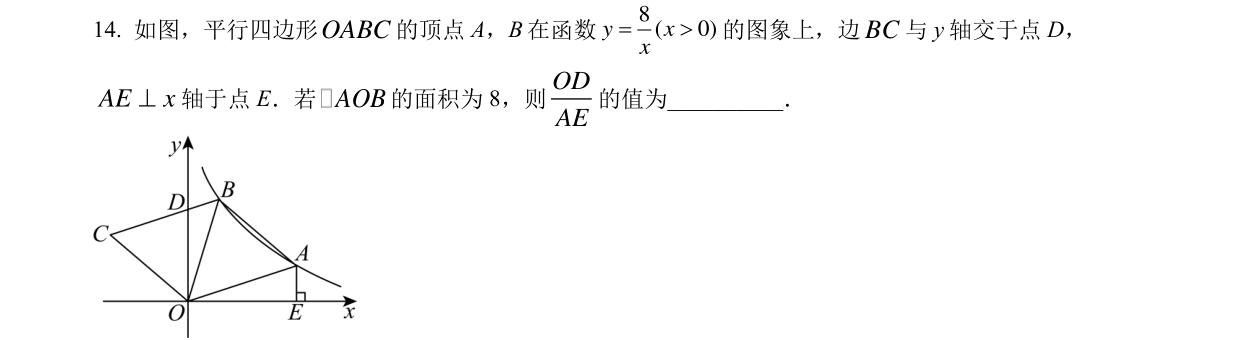 14. 如图，平行四边形OABC的顶点A，B在函数y=8/x(x>0)的图象上，边BC与y轴交于点D，
AE⊥x轴于点E．若□AOB的面积为8，则OD/AE的值为__________．
y
D
B
C
A
O
E
x